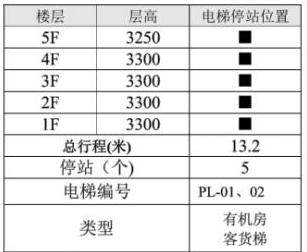 楼层 层高 电梯停站位置
5F 3250 ■
4F 3300 ■
3F 3300 ■
2F 3300 ■
1F 3300 ■
总行程(米) 13.2
停站（个) 5
电梯编号 PL-01、02
类型 有机房
客货梯